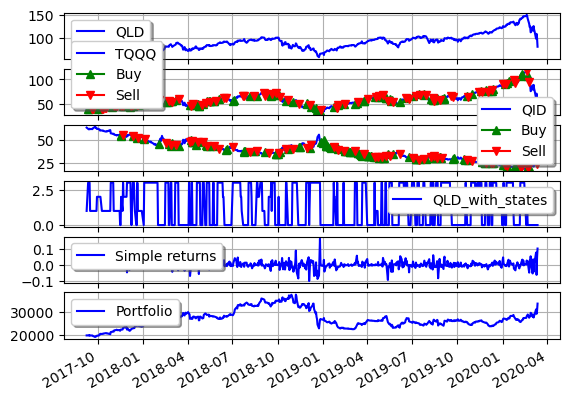 150
100
QLD
TQQQ
Buy
Sell
100
50
QID
Buy
Sell
50
25
2.5
0.0
QLD_with_states
0.1
0.0
−0.1
Simple returns
30000
20000
Portfolio
2017-10
2018-01
2018-04
2018-07
2018-10
2019-01
2019-04
2019-07
2019-10
2020-01
2020-04